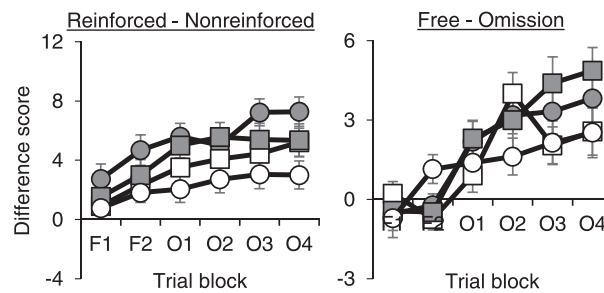 Reinforced - Nonreinforced
12
8
4
0
-4
Difference score
F1 F2 O1 O2 O3 O4
Trial block
Free - Omission
6
3
0
-3
F1 F2 O1 O2 O3 O4
Trial block